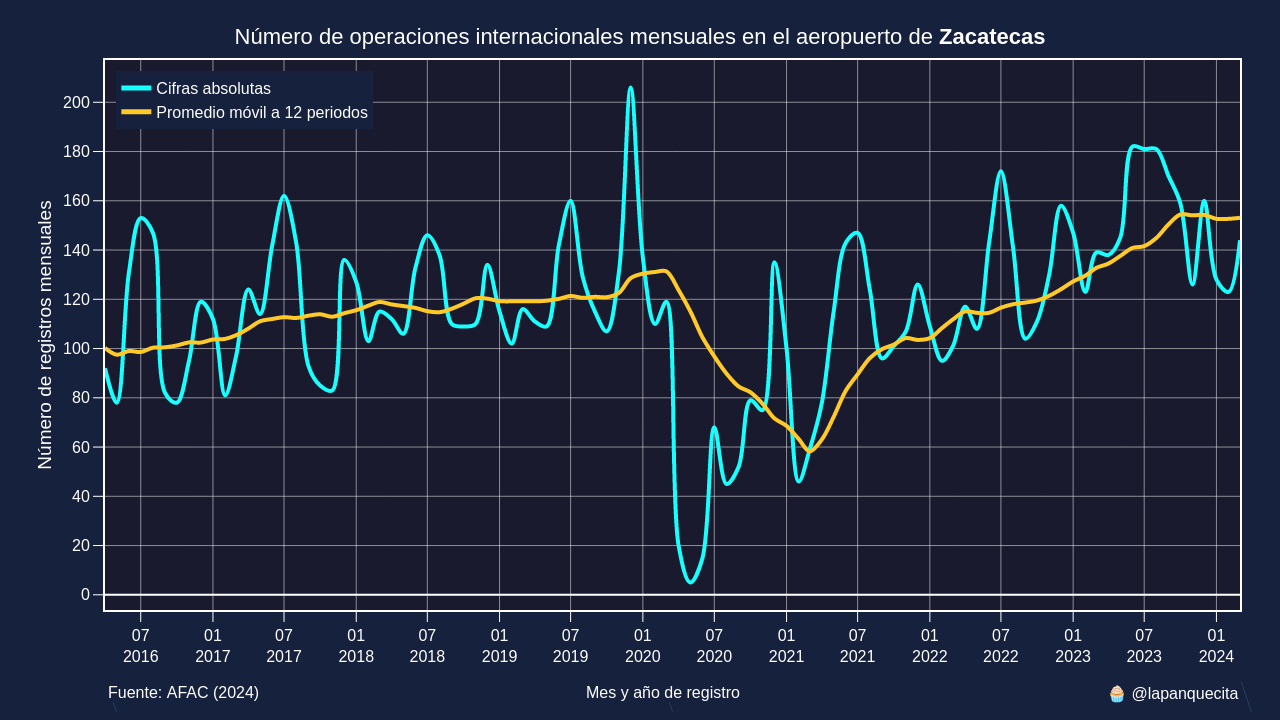 Número de operaciones internacionales mensuales en el aeropuerto de Zacatecas
Cifras absolutas
Promedio móvil a 12 periodos
Número de registros mensuales
200
180
160
140
120
100
80
60
40
20
0
07 01 07 01 07 01 07 01 07 01 07 01 07 01 07 01
2016 2017 2017 2018 2018 2019 2019 2020 2020 2021 2021 2022 2022 2023 2023 2024
Fuente: AFAC (2024) Mes y año de registro 🧁 @lapanquecita